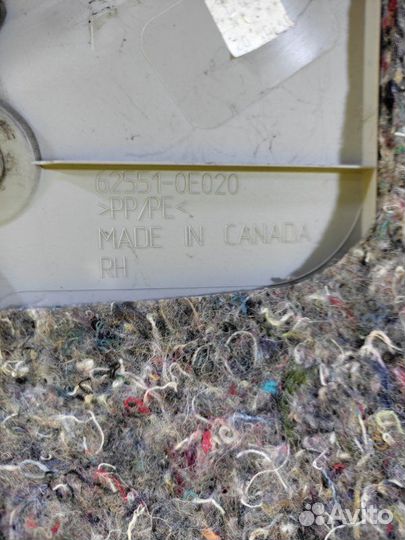 62551-0E020
>PP/PE<
MADE IN CANADA
RH
Avito